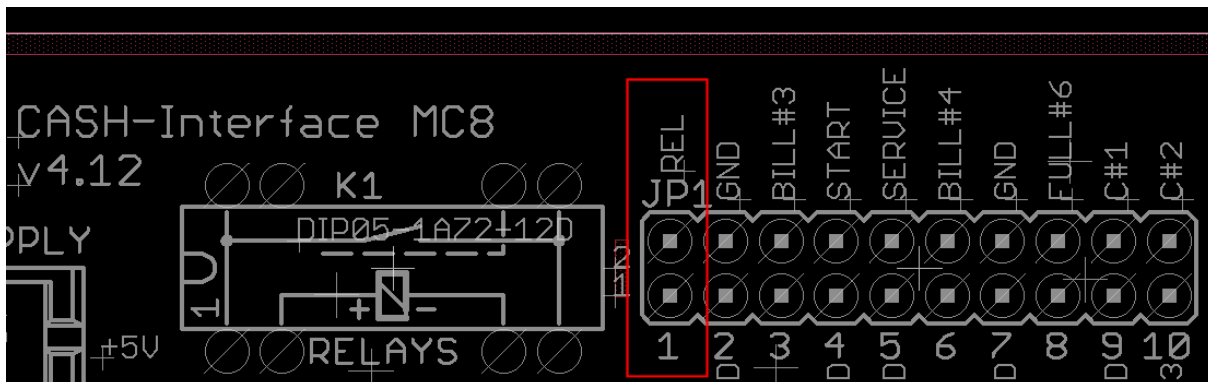 CASH-Interface MC8
v4.12
K1
DIP05-1A72-12D
RELAYS
1
+ -
PPLY
+5V
JP1
REL
GND
BILL#3
START
SERVICE
BILL#4
GND
FULL#6
C#1
C#2
1 2 3 4 5 6 7 8 9 10